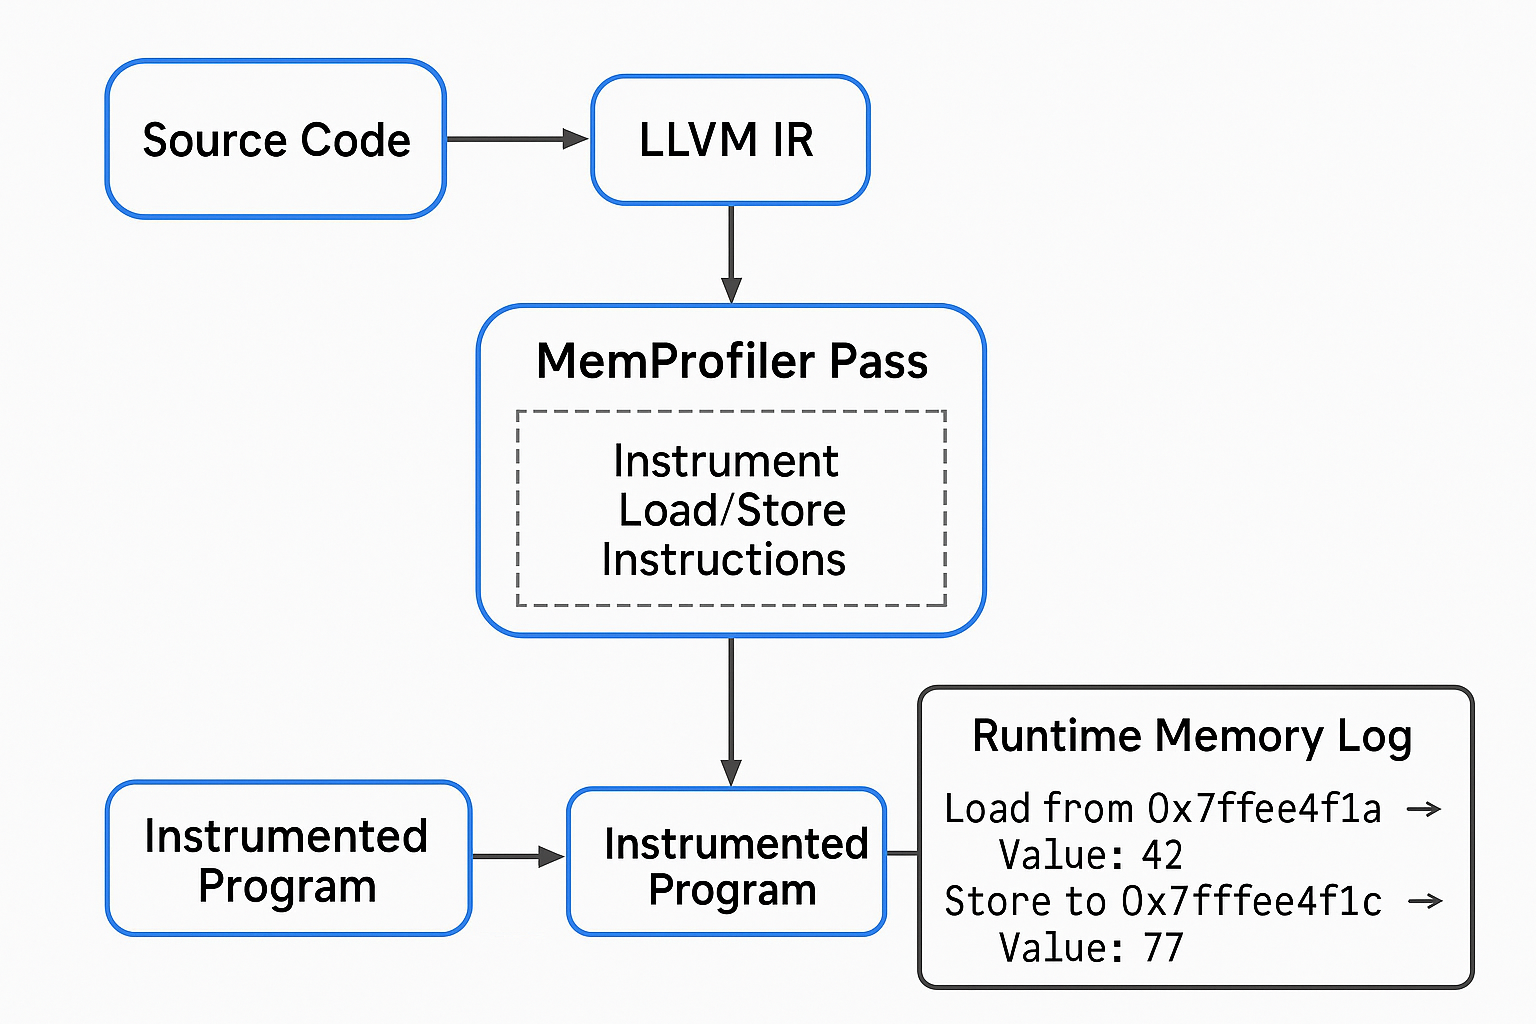 Source Code
LLVM IR
MemProfiler Pass
Instrument
Load/Store
Instructions
Instrumented
Program
Instrumented
Program
Runtime Memory Log
Load from 0x7ffee4f1a →
Value: 42
Store to 0x7fffee4f1c →
Value: 77